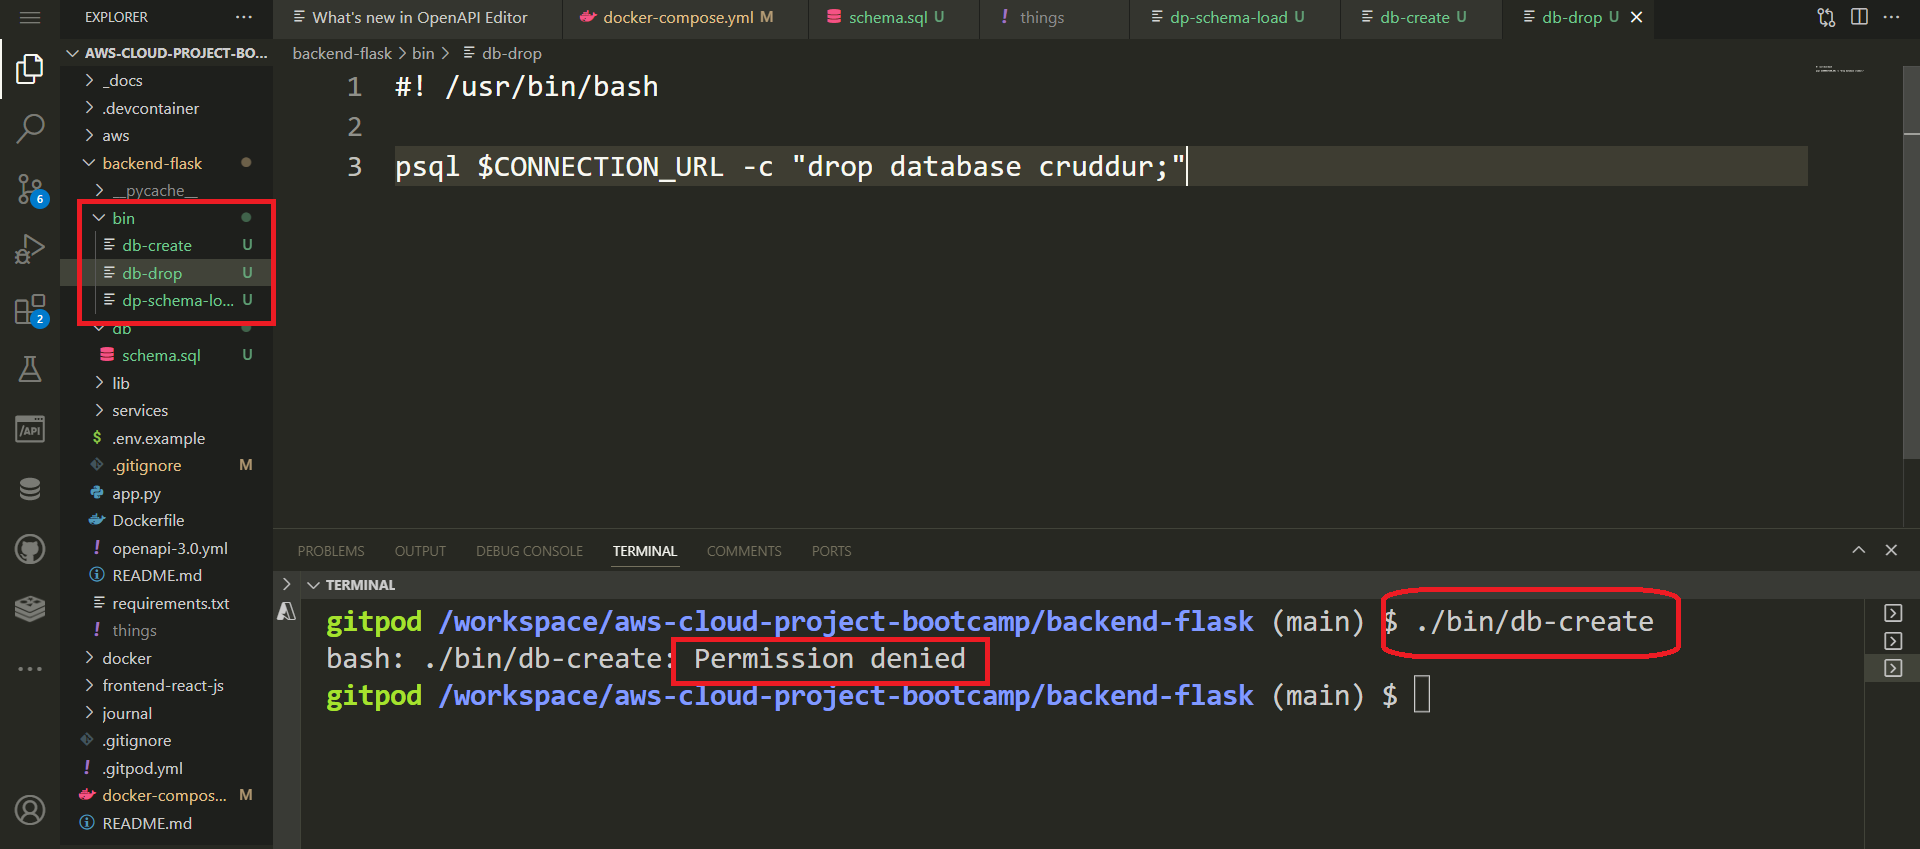 EXPLORER
What's new in OpenAPI Editor
docker-compose.yml M
schema.sql U
! things
dp-schema-load U
db-create U
db-drop U
AWS-CLOUD-PROJECT-BO...
backend-flask > bin > db-drop
_docs
.devcontainer
aws
backend-flask
__pycache__
bin
db-create U
db-drop U
dp-schema-lo... U
db
schema.sql U
lib
services
$ .env.example
.gitignore M
app.py
Dockerfile
! openapi-3.0.yml
README.md
requirements.txt
! things
docker
frontend-react-js
journal
.gitignore
! .gitpod.yml
docker-compos... M
README.md
6
2
/API
1 #! /usr/bin/bash
2
3 psql $CONNECTION_URL -c "drop database cruddur;"
PROBLEMS OUTPUT DEBUG CONSOLE TERMINAL COMMENTS PORTS
TERMINAL
gitpod /workspace/aws-cloud-project-bootcamp/backend-flask (main) $ ./bin/db-create
bash: ./bin/db-create: Permission denied
gitpod /workspace/aws-cloud-project-bootcamp/backend-flask (main) $